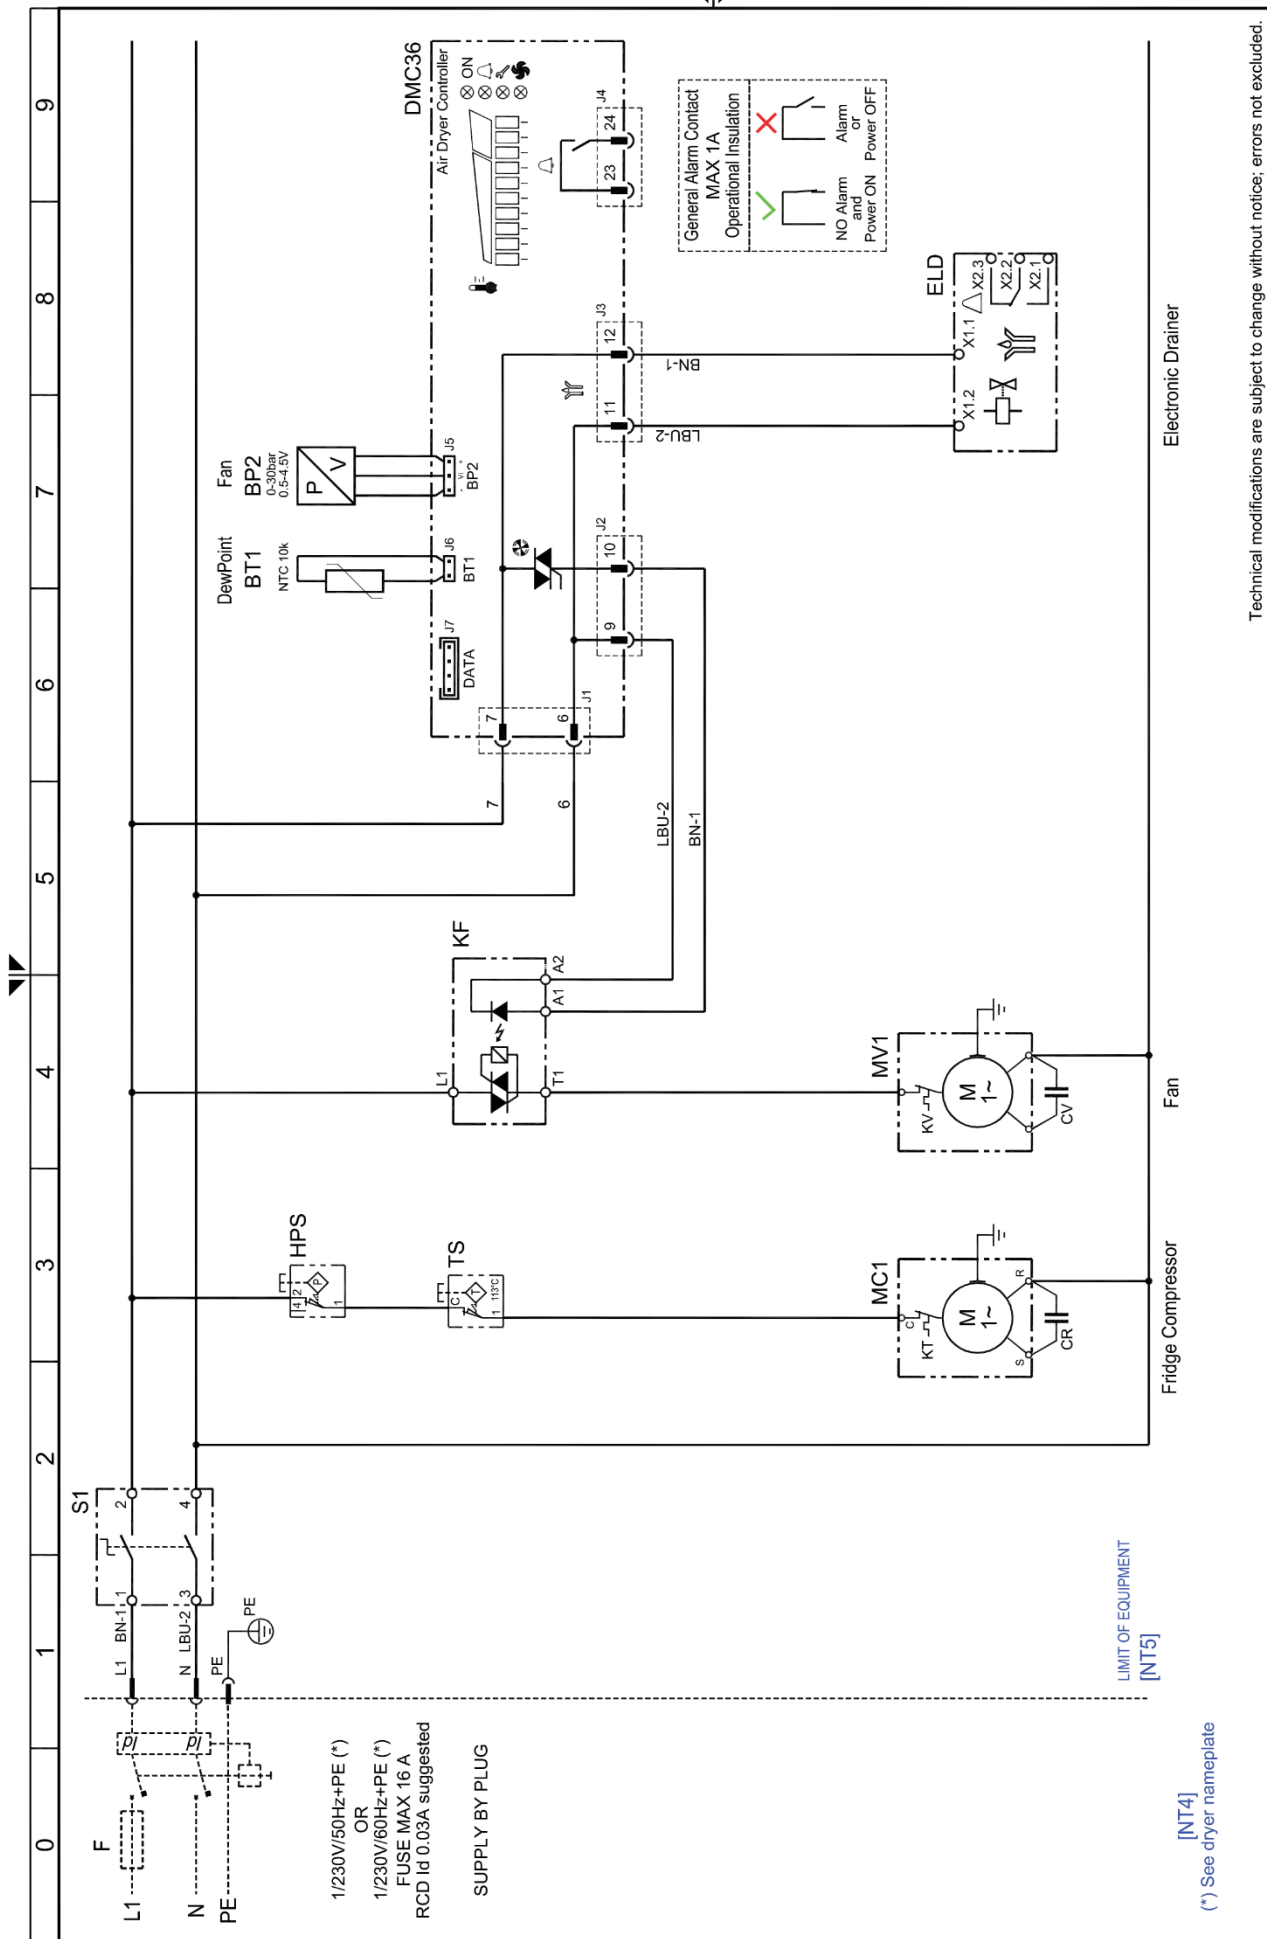 0
1
2
3
4
5
6
7
8
9
F
L1
N
PE
Id
Id
1/230V/50Hz+PE (*)
OR
1/230V/60Hz+PE (*)
FUSE MAX 16 A
RCD Id 0.03A suggested
SUPPLY BY PLUG
[NT4]
(*) See dryer nameplate
L1
BN-1
N
LBU-2
PE
PE
LIMIT OF EQUIPMENT
[NT5]
S1
1
2
3
4
HPS
4
2
P
1
TS
C
T
1
113°C
MC1
C
KT
M
1~
S
R
CR
Fridge Compressor
KF
L1
T1
A1
A2
MV1
KV
M
1~
CV
Fan
LBU-2
BN-1
7
6
7
6
J1
DewPoint
BT1
NTC 10k
Fan
BP2
0-30bar
0.5-4.5V
P
V
J7
DATA
J6
BT1
J5
- Vi +
BP2
9
10
J2
11
12
J3
LBU-2
BN-1
DMC36
Air Dryer Controller
ON
23
24
J4
General Alarm Contact
MAX 1A
Operational Insulation
NO Alarm
and
Power ON
Alarm
or
Power OFF
ELD
X1.2
X1.1
X2.3
X2.2
X2.1
Electronic Drainer
Technical modifications are subject to change without notice; errors not excluded.